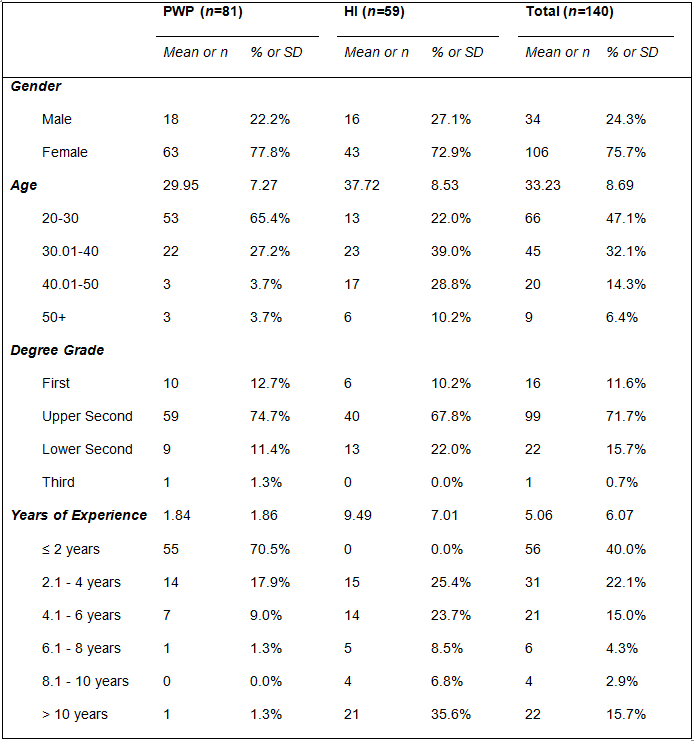 PWP (n=81) HI (n=59) Total (n=140)
Mean or n % or SD Mean or n % or SD Mean or n % or SD
Gender
Male 18 22.2% 16 27.1% 34 24.3%
Female 63 77.8% 43 72.9% 106 75.7%
Age 29.95 7.27 37.72 8.53 33.23 8.69
20-30 53 65.4% 13 22.0% 66 47.1%
30.01-40 22 27.2% 23 39.0% 45 32.1%
40.01-50 3 3.7% 17 28.8% 20 14.3%
50+ 3 3.7% 6 10.2% 9 6.4%
Degree Grade
First 10 12.7% 6 10.2% 16 11.6%
Upper Second 59 74.7% 40 67.8% 99 71.7%
Lower Second 9 11.4% 13 22.0% 22 15.7%
Third 1 1.3% 0 0.0% 1 0.7%
Years of Experience 1.84 1.86 9.49 7.01 5.06 6.07
≤ 2 years 55 70.5% 0 0.0% 56 40.0%
2.1 - 4 years 14 17.9% 15 25.4% 31 22.1%
4.1 - 6 years 7 9.0% 14 23.7% 21 15.0%
6.1 - 8 years 1 1.3% 5 8.5% 6 4.3%
8.1 - 10 years 0 0.0% 4 6.8% 4 2.9%
> 10 years 1 1.3% 21 35.6% 22 15.7%